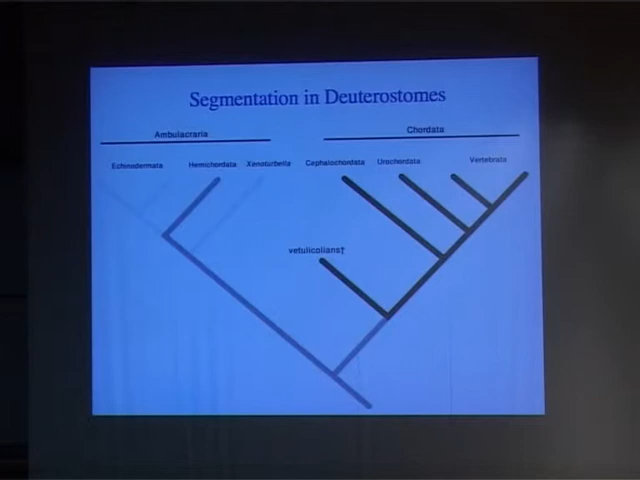 Segmentation in Deuterostomes
Ambulacraria Chordata
Echinodermata Hemichordata Xenoturbella Cephalochordata Urochordata Vertebrata
vetulicolians†